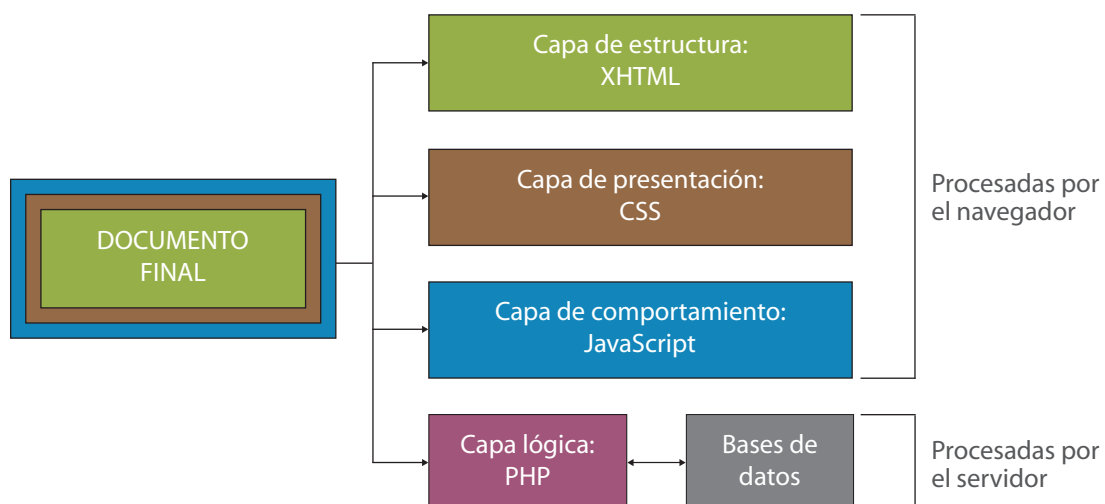 DOCUMENTO
FINAL
Capa de estructura:
XHTML
Capa de presentación:
CSS
Capa de comportamiento:
JavaScript
Procesadas por
el navegador
Capa lógica:
PHP
Bases de
datos
Procesadas por
el servidor